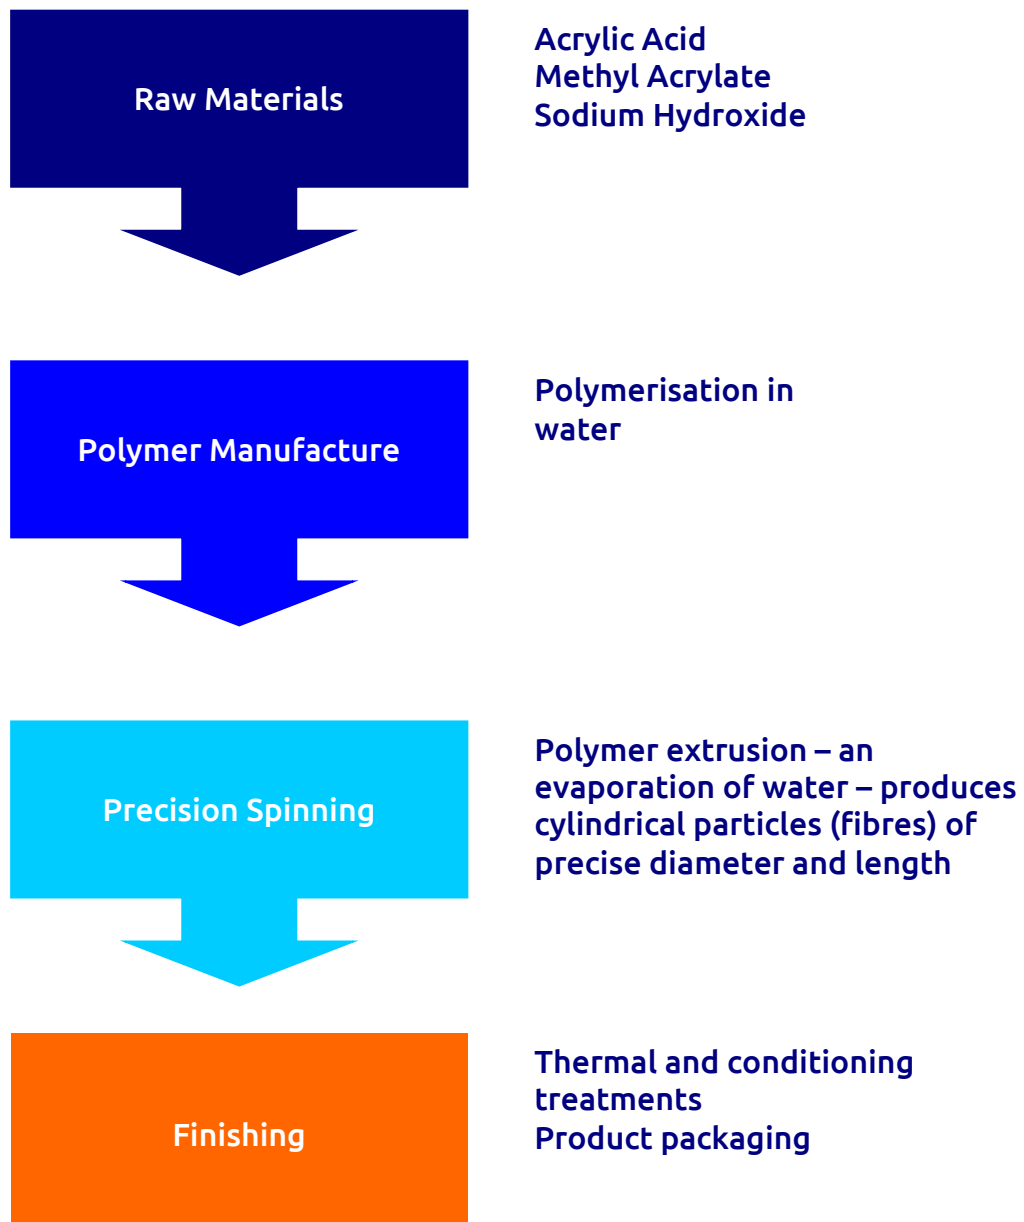 Raw Materials
Acrylic Acid
Methyl Acrylate
Sodium Hydroxide
Polymer Manufacture
Polymerisation in
water
Precision Spinning
Polymer extrusion – an
evaporation of water – produces
cylindrical particles (fibres) of
precise diameter and length
Finishing
Thermal and conditioning
treatments
Product packaging